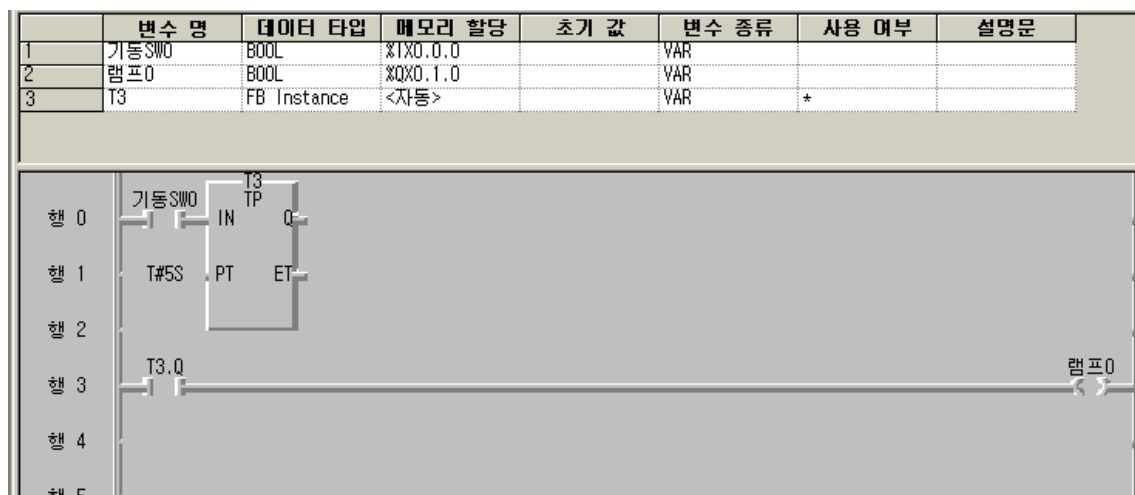 변수 명 데이터 타입 메모리 할당 초기 값 변수 종류 사용 여부 설명문
1 기동SW0 BOOL %IX0.0.0 VAR
2 램프0 BOOL %QX0.1.0 VAR
3 T3 FB Instance <자동> VAR *
T3
기동SW0 TP
행 0 IN Q
행 1 T#5S PT ET
행 2
T3.Q 램프0
행 3
행 4
행 5